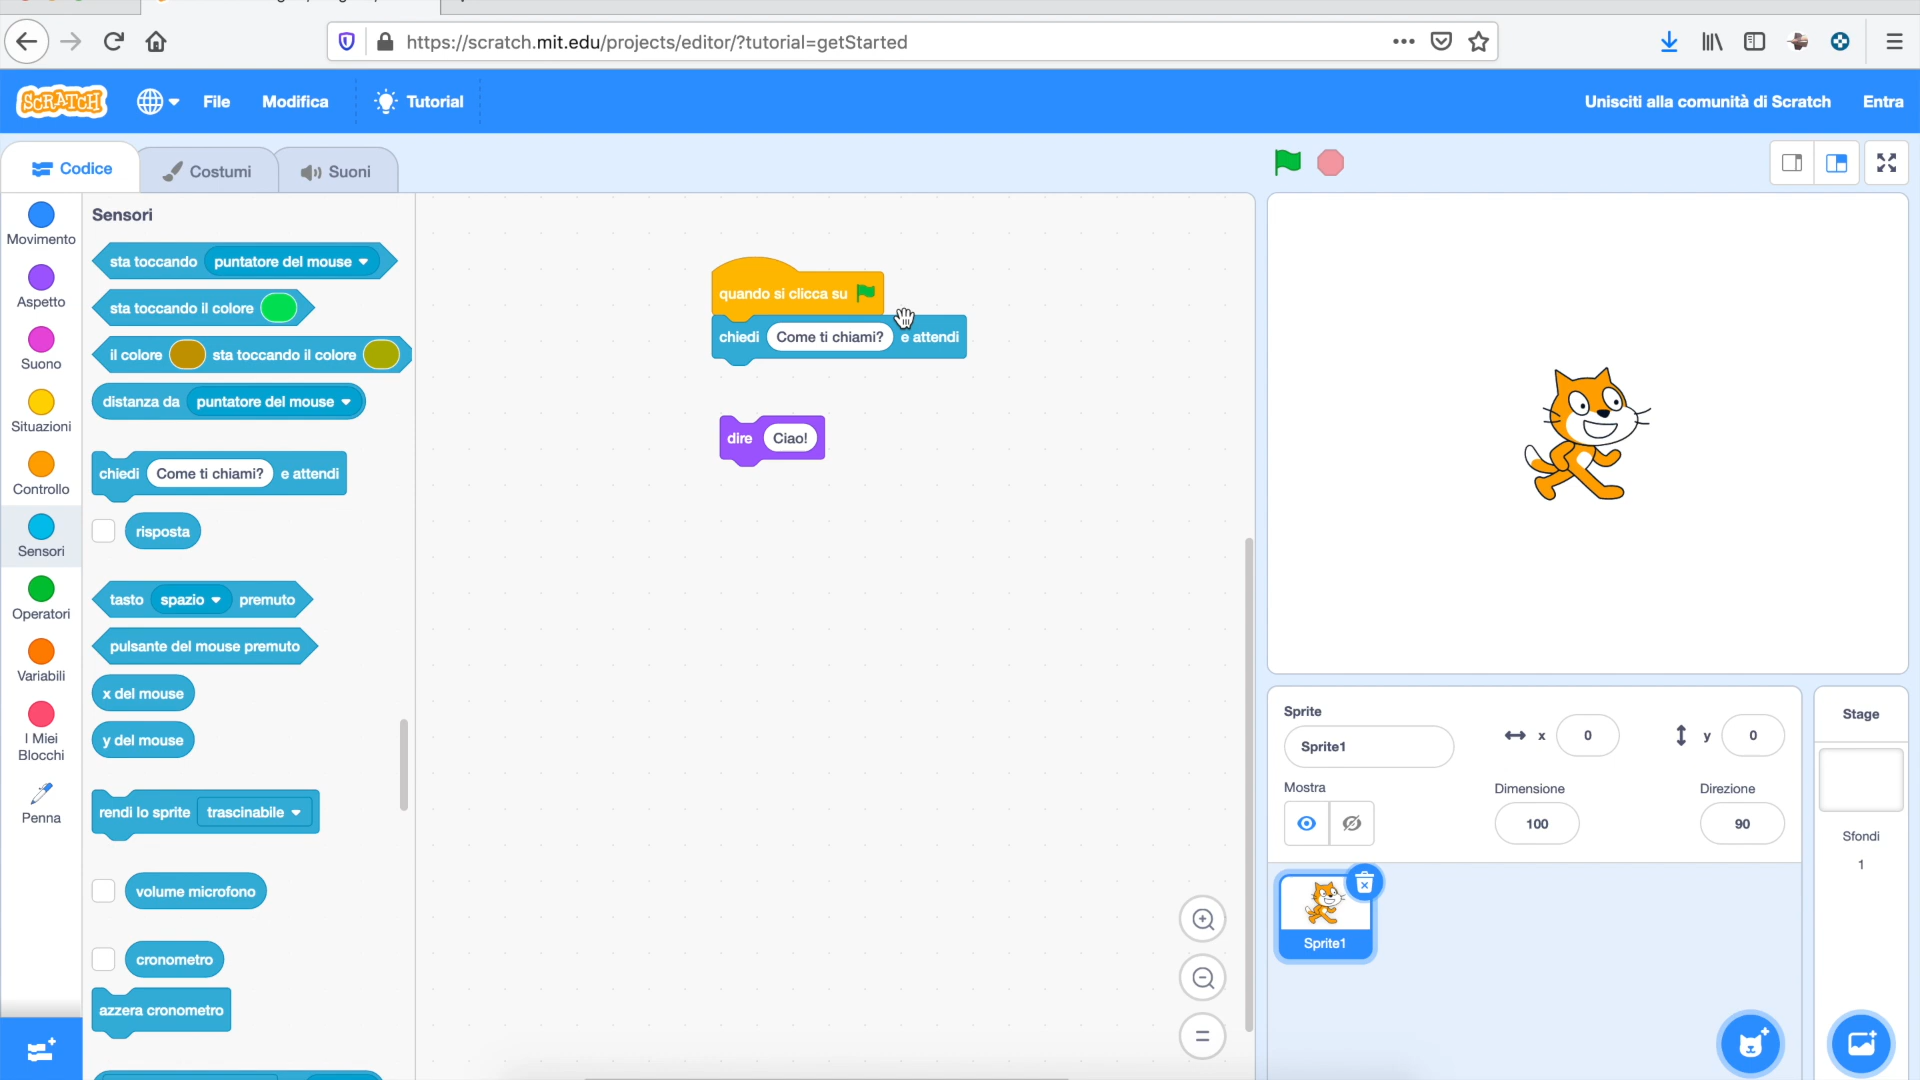 https://scratch.mit.edu/projects/editor/?tutorial=getStarted
SCRATCH
File
Modifica
Tutorial
Unisciti alla comunità di Scratch
Entra
Codice
Costumi
Suoni
Movimento
Aspetto
Suono
Situazioni
Controllo
Sensori
Operatori
Variabili
I Miei
Blocchi
Penna
Sensori
sta toccando puntatore del mouse
sta toccando il colore
il colore sta toccando il colore
distanza da puntatore del mouse
chiedi Come ti chiami? e attendi
risposta
tasto spazio premuto
pulsante del mouse premuto
x del mouse
y del mouse
rendi lo sprite trascinabile
volume microfono
cronometro
azzera cronometro
quando si clicca su
chiedi Come ti chiami? e attendi
dire Ciao!
Sprite
Sprite1
x 0
y 0
Mostra
Dimensione
100
Direzione
90
Sprite1
Stage
Sfondi
1